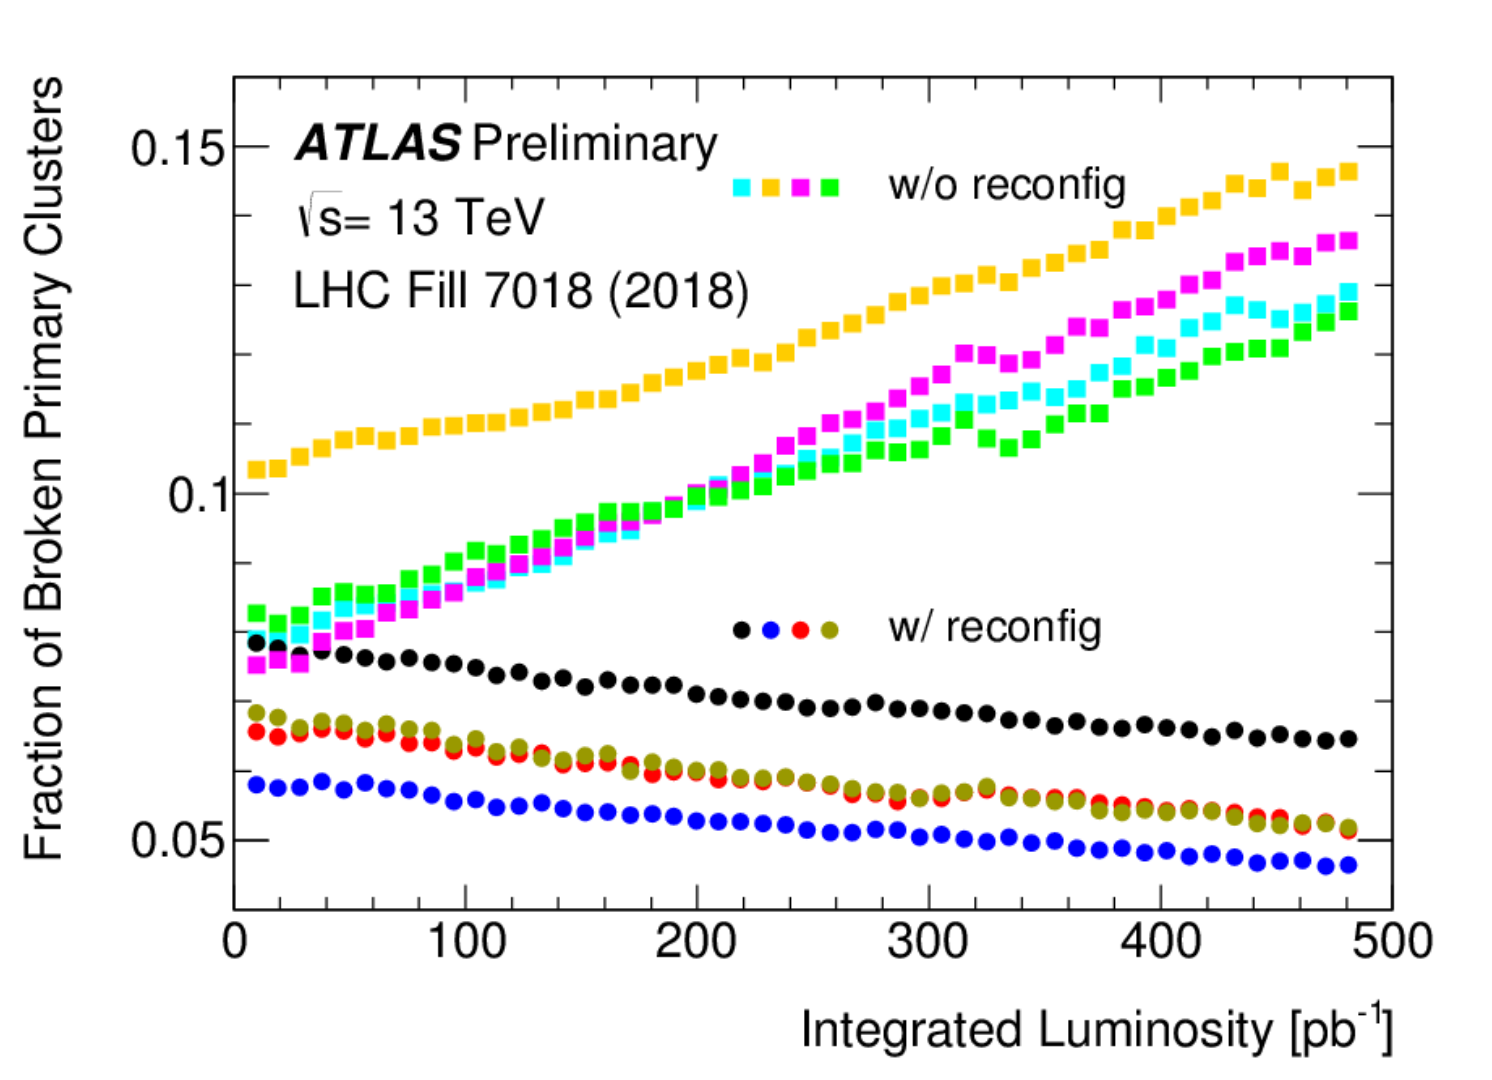 Fraction of Broken Primary Clusters
0.15
0.1
0.05
ATLAS Preliminary
√s= 13 TeV
LHC Fill 7018 (2018)
w/o reconfig
w/ reconfig
0 100 200 300 400 500
Integrated Luminosity [pb⁻¹]